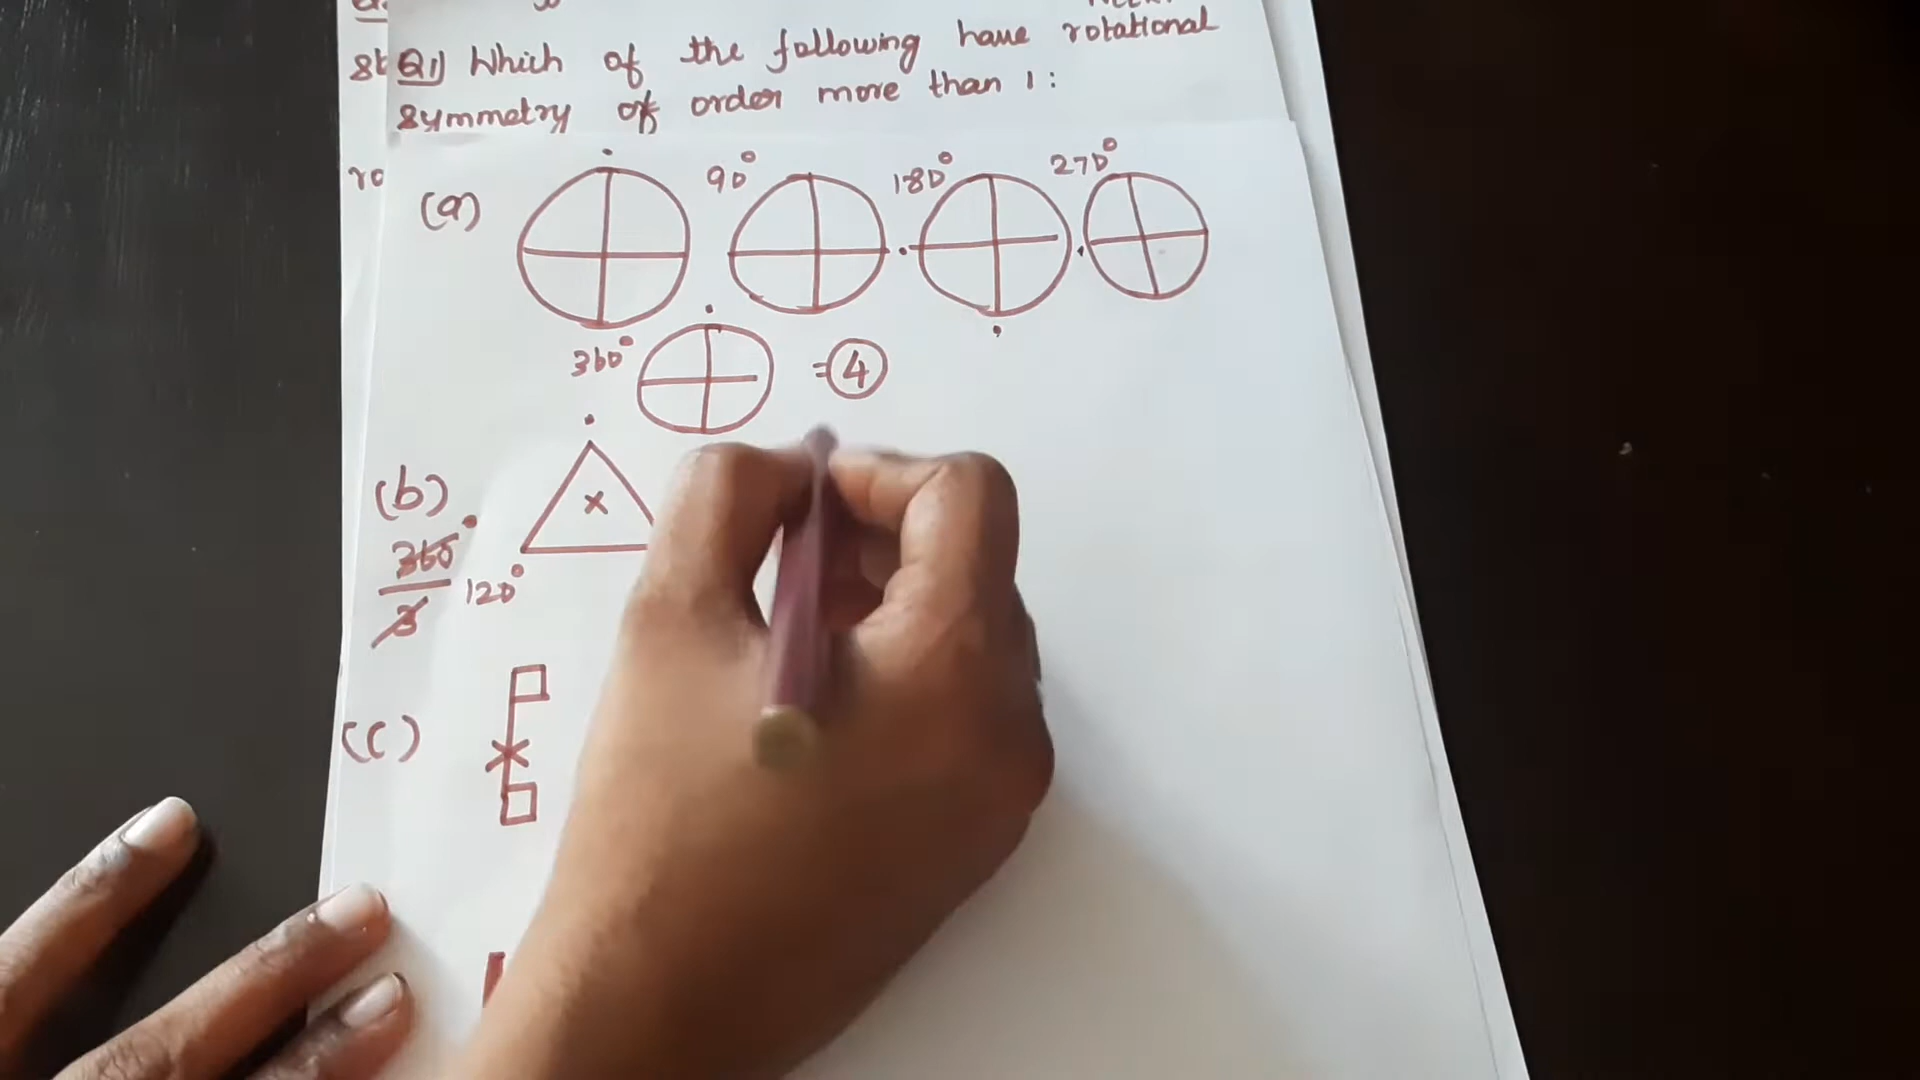 Q1) Which of the following have rotational
symmetry of order more than 1:
(a) 90° 180° 270°
360° = 4
(b)
360°
3
120°
(c)